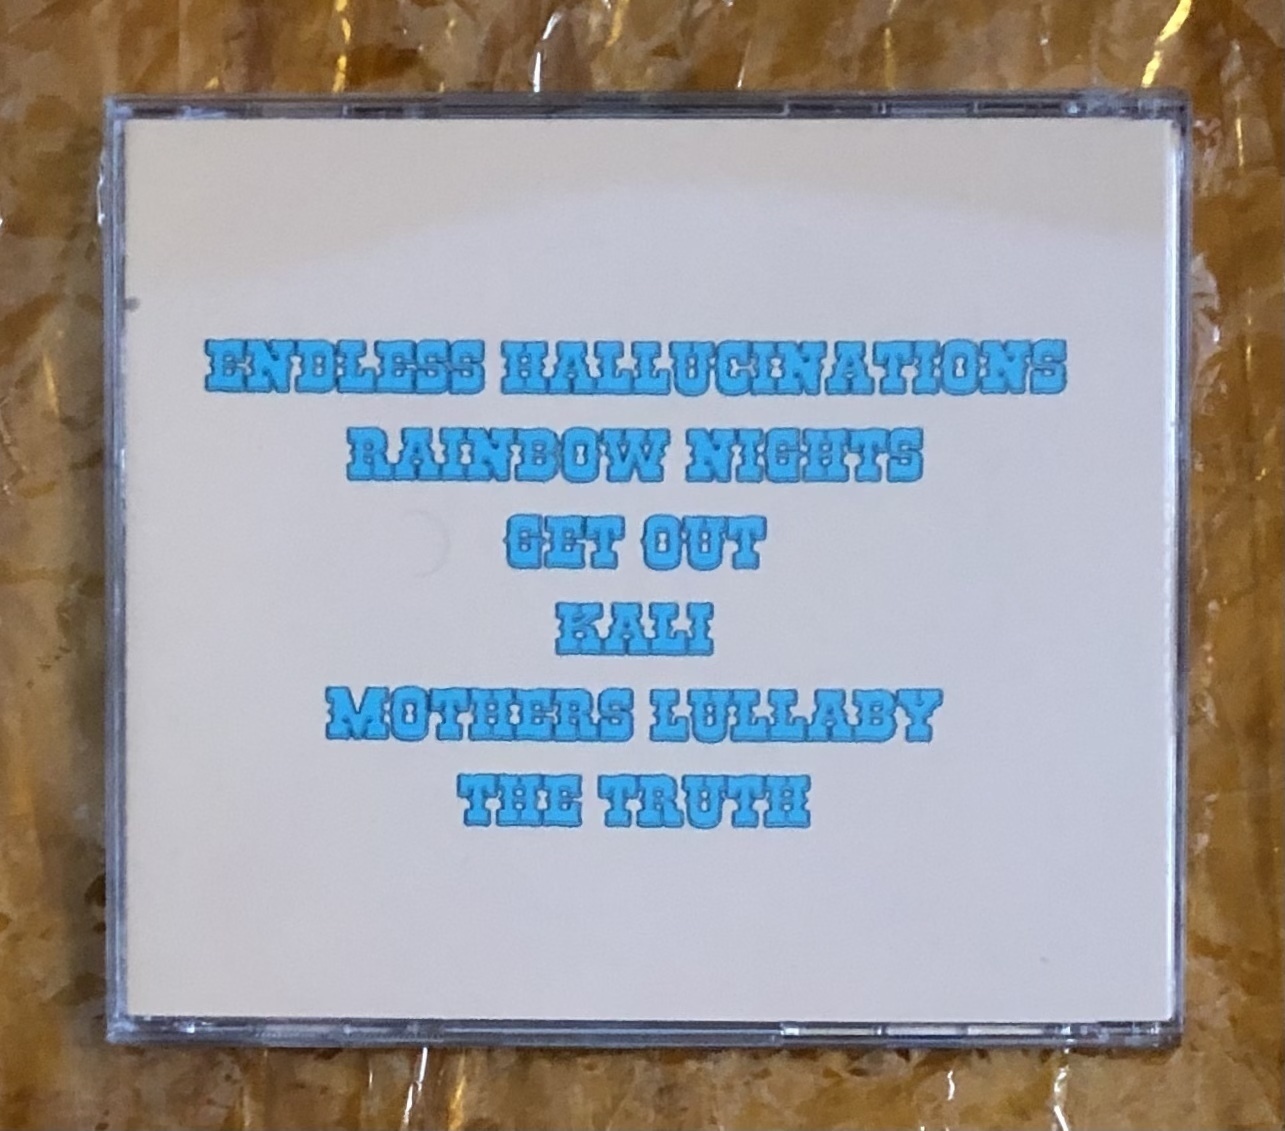 ENDLESS HALLUCINATIONS
RAINBOW NIGHTS
GET OUT
KALI
MOTHERS LULLABY
THE TRUTH